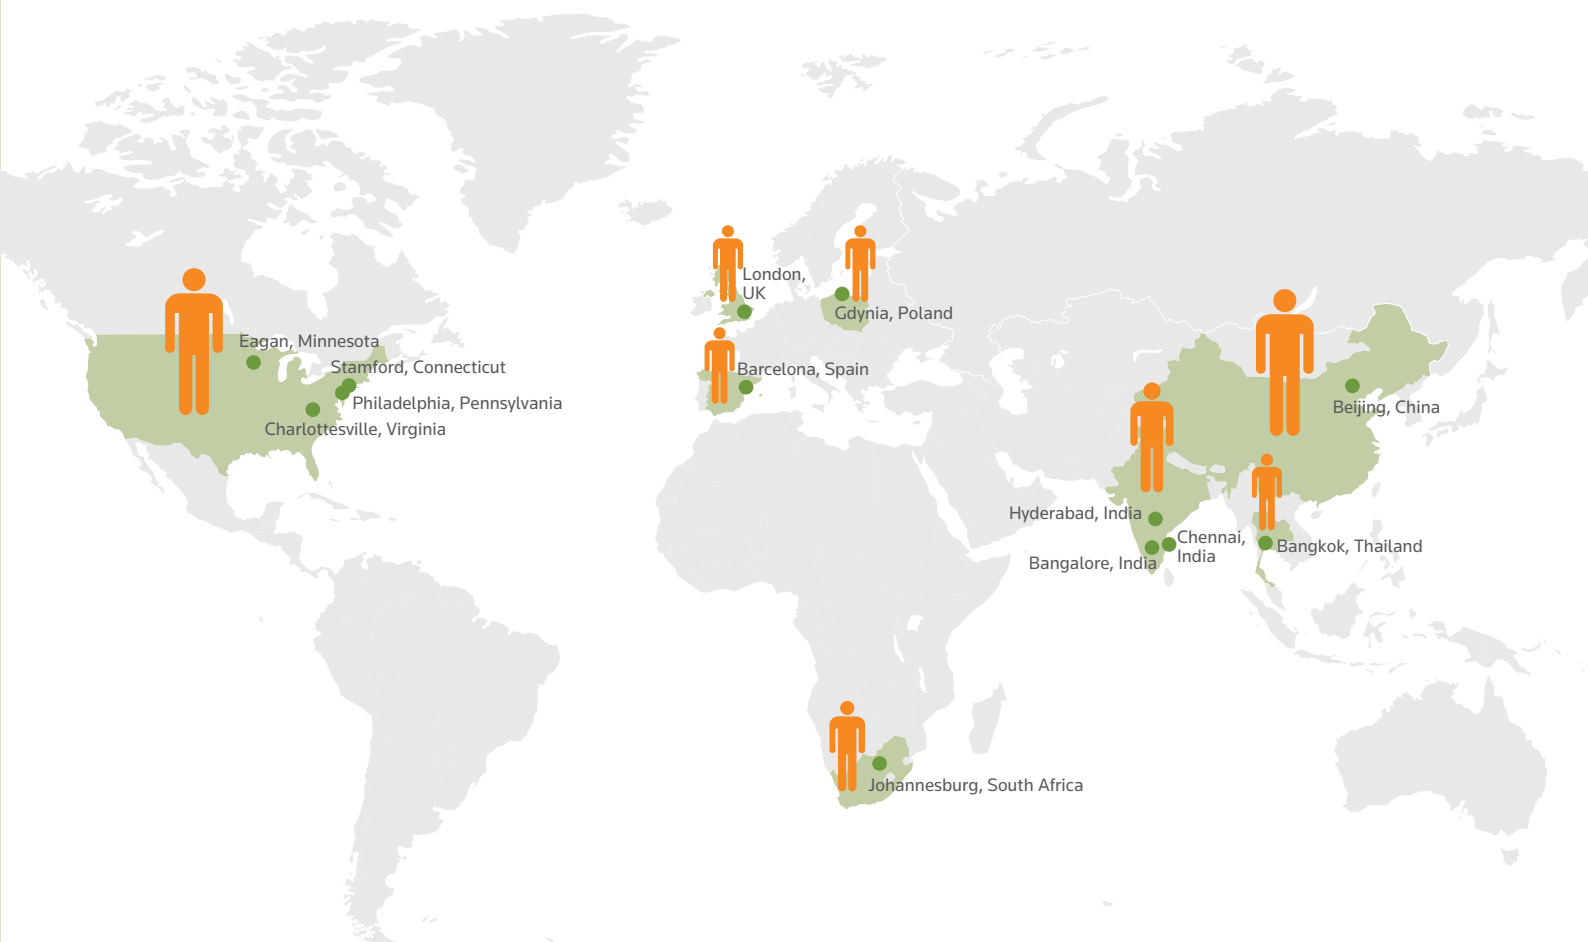 London,
UK
Gdynia, Poland
Eagan, Minnesota
Stamford, Connecticut
Barcelona, Spain
Philadelphia, Pennsylvania
Beijing, China
Charlottesville, Virginia
Hyderabad, India
Chennai,
India
Bangkok, Thailand
Bangalore, India
Johannesburg, South Africa